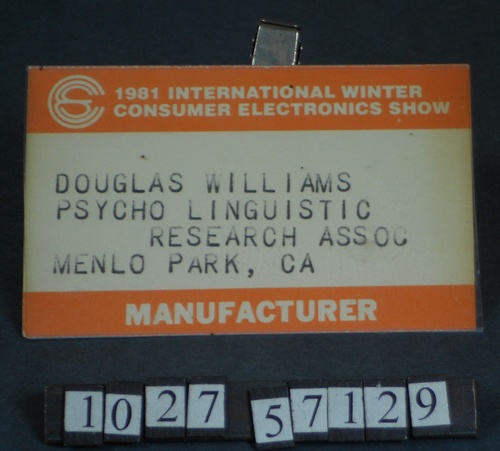 1981 INTERNATIONAL WINTER
CONSUMER ELECTRONICS SHOW
DOUGLAS WILLIAMS
PSYCHO LINGUISTIC
RESEARCH ASSOC
MENLO PARK, CA
MANUFACTURER
1027 57129